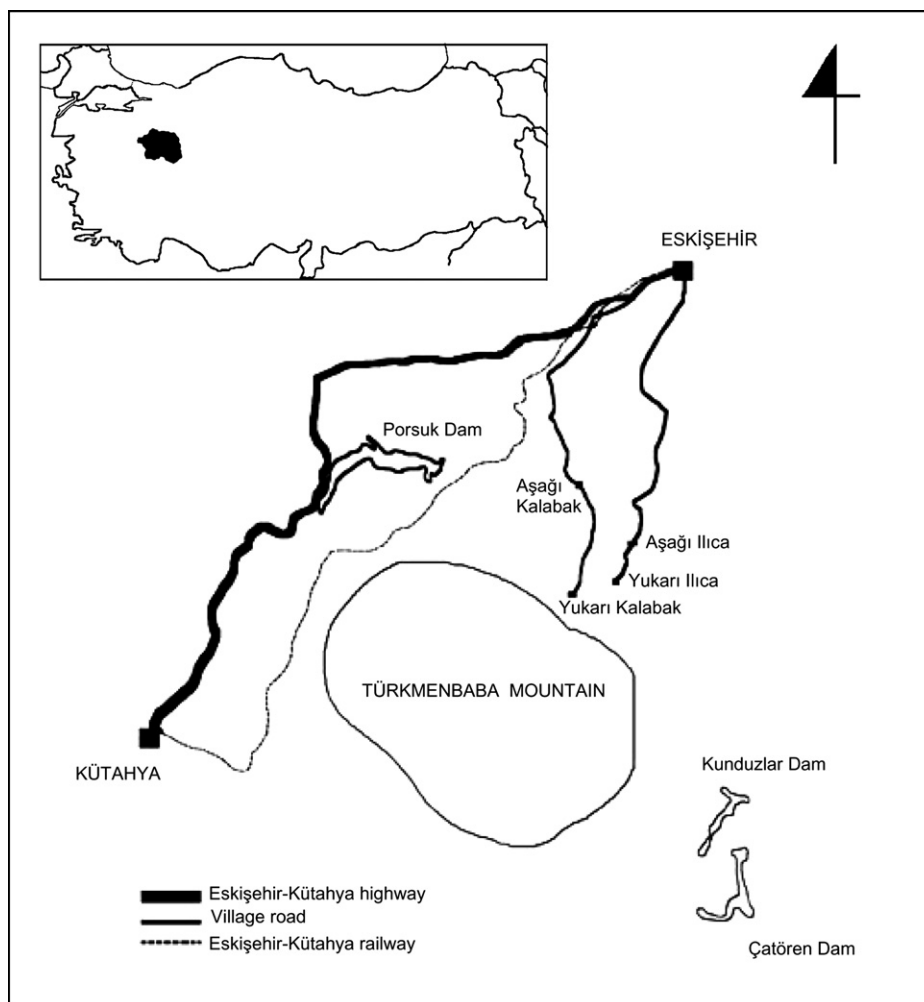 ESKİŞEHİR
Porsuk Dam
Aşağı
Kalabak
Aşağı Ilıca
Yukarı Ilıca
Yukarı Kalabak
TÜRKMENBABA MOUNTAIN
KÜTAHYA
Kunduzlar Dam
Eskişehir-Kütahya highway
Village road
Eskişehir-Kütahya railway
Çatören Dam